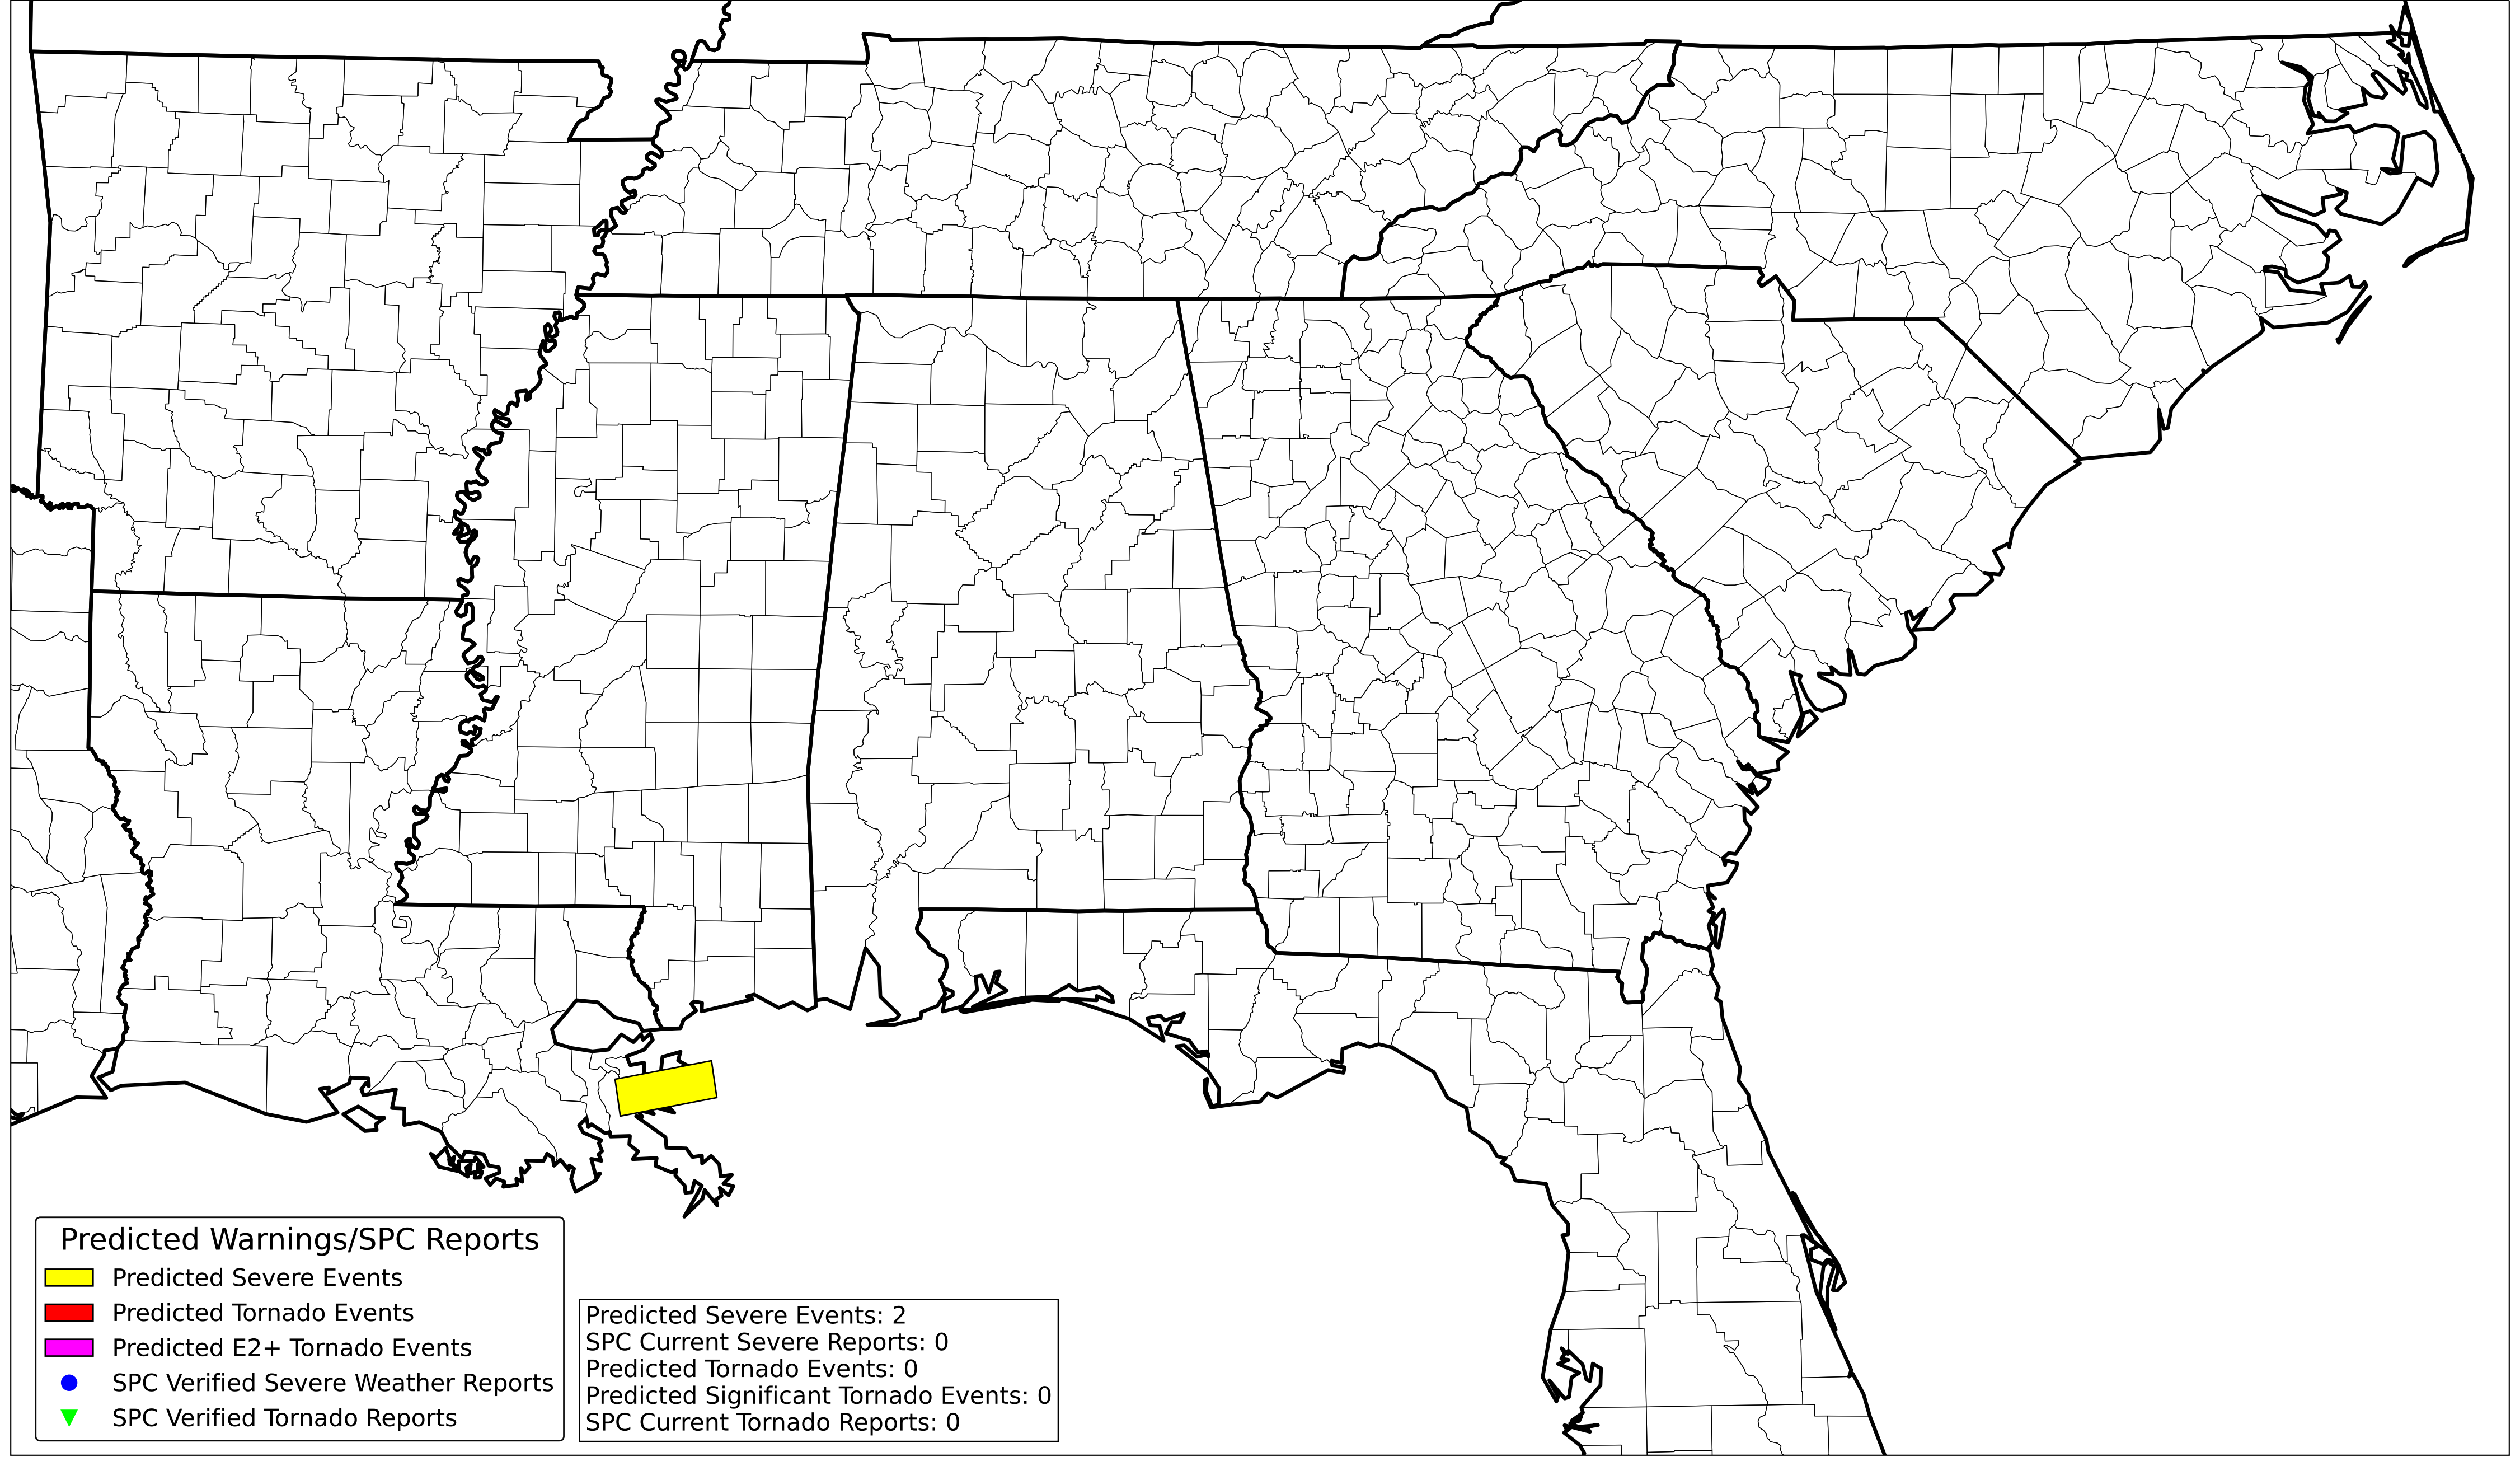 Predicted Warnings/SPC Reports
Predicted Severe Events
Predicted Tornado Events
Predicted E2+ Tornado Events
SPC Verified Severe Weather Reports
SPC Verified Tornado Reports
Predicted Severe Events: 2
SPC Current Severe Reports: 0
Predicted Tornado Events: 0
Predicted Significant Tornado Events: 0
SPC Current Tornado Reports: 0